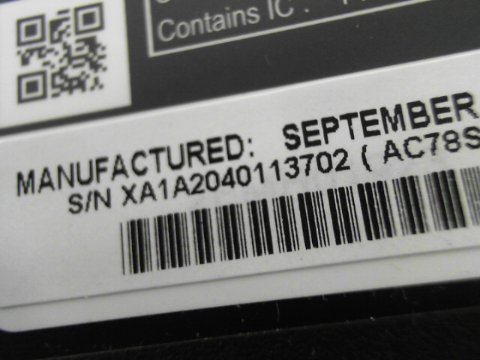 Contains IC :
MANUFACTURED: SEPTEMBER
S/N XA1A2040113702 ( AC78S